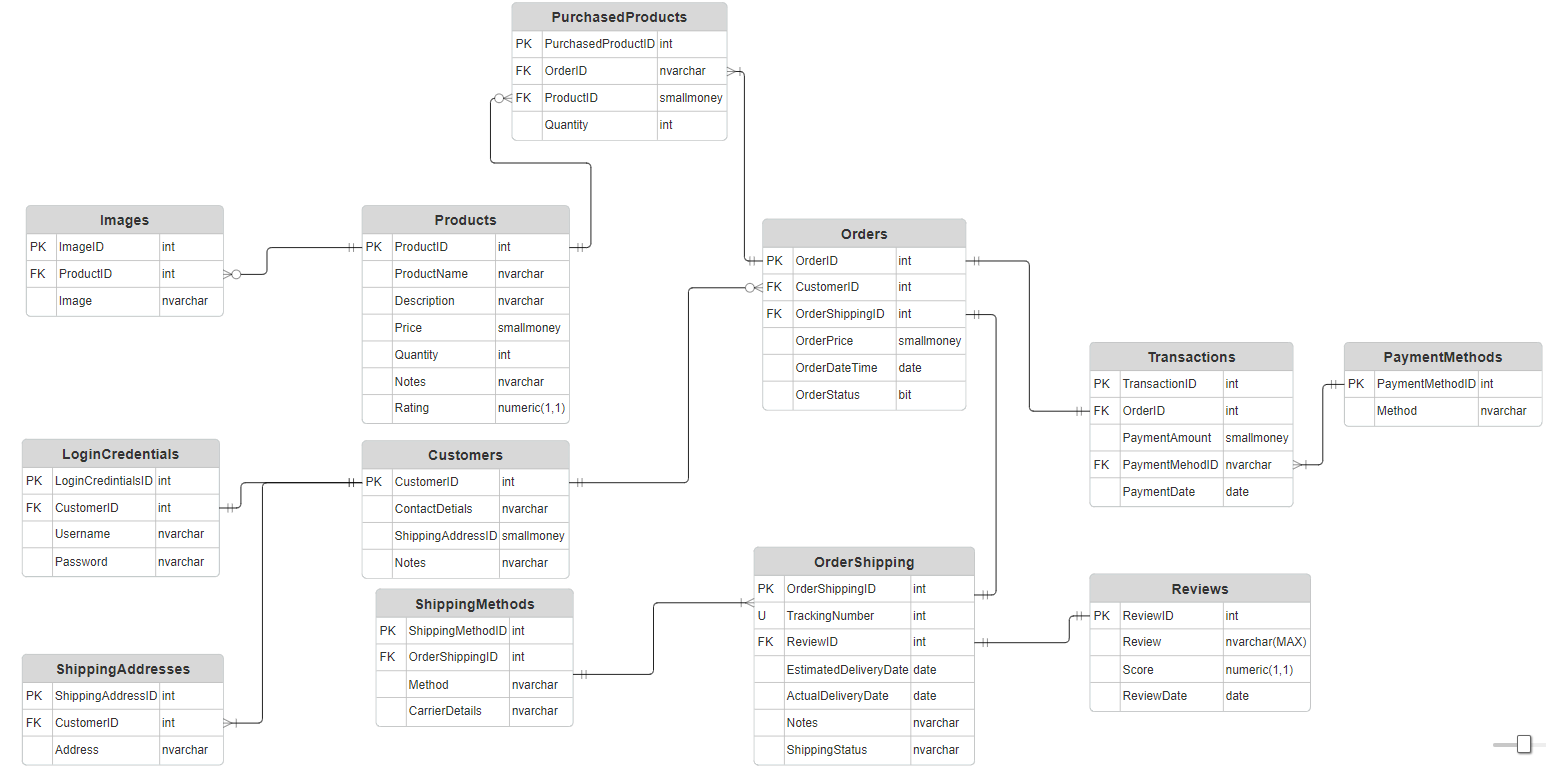 PurchasedProducts
PK PurchasedProductID int
FK OrderID nvarchar
FK ProductID smallmoney
Quantity int
Images
PK ImageID int
FK ProductID int
Image nvarchar
Products
PK ProductID int
ProductName nvarchar
Description nvarchar
Price smallmoney
Quantity int
Notes nvarchar
Rating numeric(1,1)
Orders
PK OrderID int
FK CustomerID int
FK OrderShippingID int
OrderPrice smallmoney
OrderDateTime date
OrderStatus bit
Transactions
PK TransactionID int
FK OrderID int
PaymentAmount smallmoney
FK PaymentMehodID nvarchar
PaymentDate date
PaymentMethods
PK PaymentMethodID int
Method nvarchar
LoginCredentials
PK LoginCredintialsID int
FK CustomerID int
Username nvarchar
Password nvarchar
Customers
PK CustomerID int
ContactDetials nvarchar
ShippingAddressID smallmoney
Notes nvarchar
ShippingMethods
PK ShippingMethodID int
FK OrderShippingID int
Method nvarchar
CarrierDetails nvarchar
OrderShipping
PK OrderShippingID int
U TrackingNumber int
FK ReviewID int
EstimatedDeliveryDate date
ActualDeliveryDate date
Notes nvarchar
ShippingStatus nvarchar
Reviews
PK ReviewID int
Review nvarchar(MAX)
Score numeric(1,1)
ReviewDate date
ShippingAddresses
PK ShippingAddressID int
FK CustomerID int
Address nvarchar